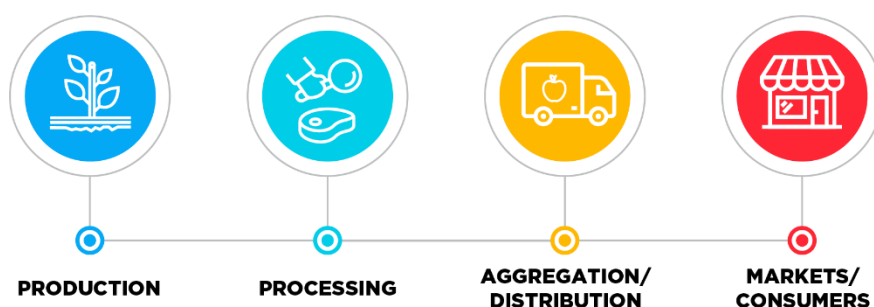 PRODUCTION
PROCESSING
AGGREGATION/
DISTRIBUTION
MARKETS/
CONSUMERS